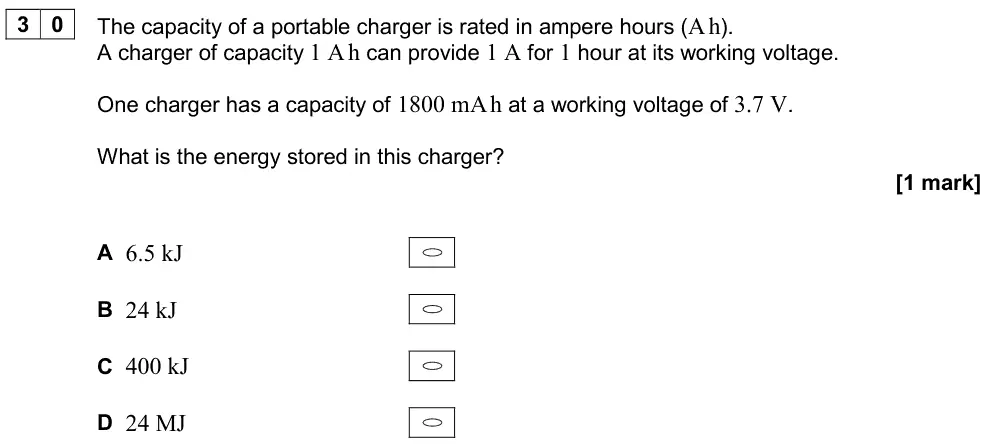 3 0 The capacity of a portable charger is rated in ampere hours (A h).
A charger of capacity 1 A h can provide 1 A for 1 hour at its working voltage.
One charger has a capacity of 1800 mA h at a working voltage of 3.7 V.
What is the energy stored in this charger?
[1 mark]
A 6.5 kJ
B 24 kJ
C 400 kJ
D 24 MJ